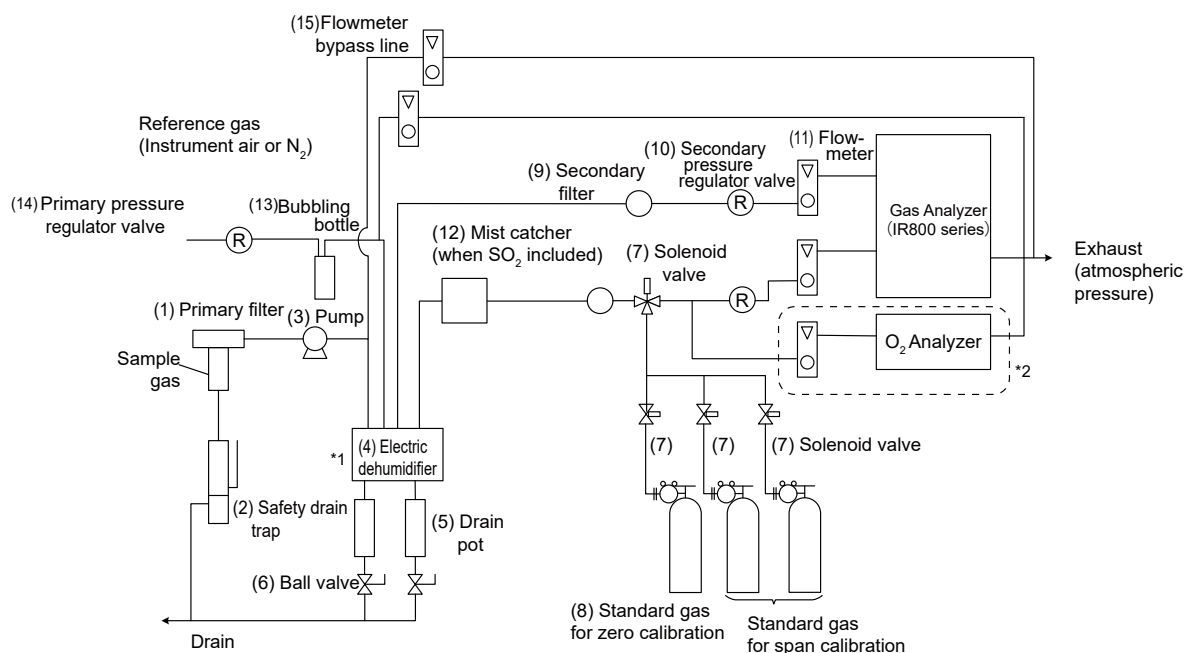 (15)Flowmeter
bypass line
Reference gas
(Instrument air or N2)
(14)Primary pressure
regulator valve
R
(13)Bubbling
bottle
(9) Secondary
filter
(10) Secondary
pressure
regulator valve
R
(11) Flow-
meter
Gas Analyzer
(IR800 series)
Exhaust
(atmospheric
pressure)
(12) Mist catcher
(when SO2 included)
(7) Solenoid
valve
R
(1) Primary filter
(3) Pump
Sample
gas
O2 Analyzer
*2
*1
(4) Electric
dehumidifier
(7)
(7)
(7) Solenoid valve
(2) Safety drain
trap
(5) Drain
pot
(6) Ball valve
(8) Standard gas
for zero calibration
Standard gas
for span calibration
Drain